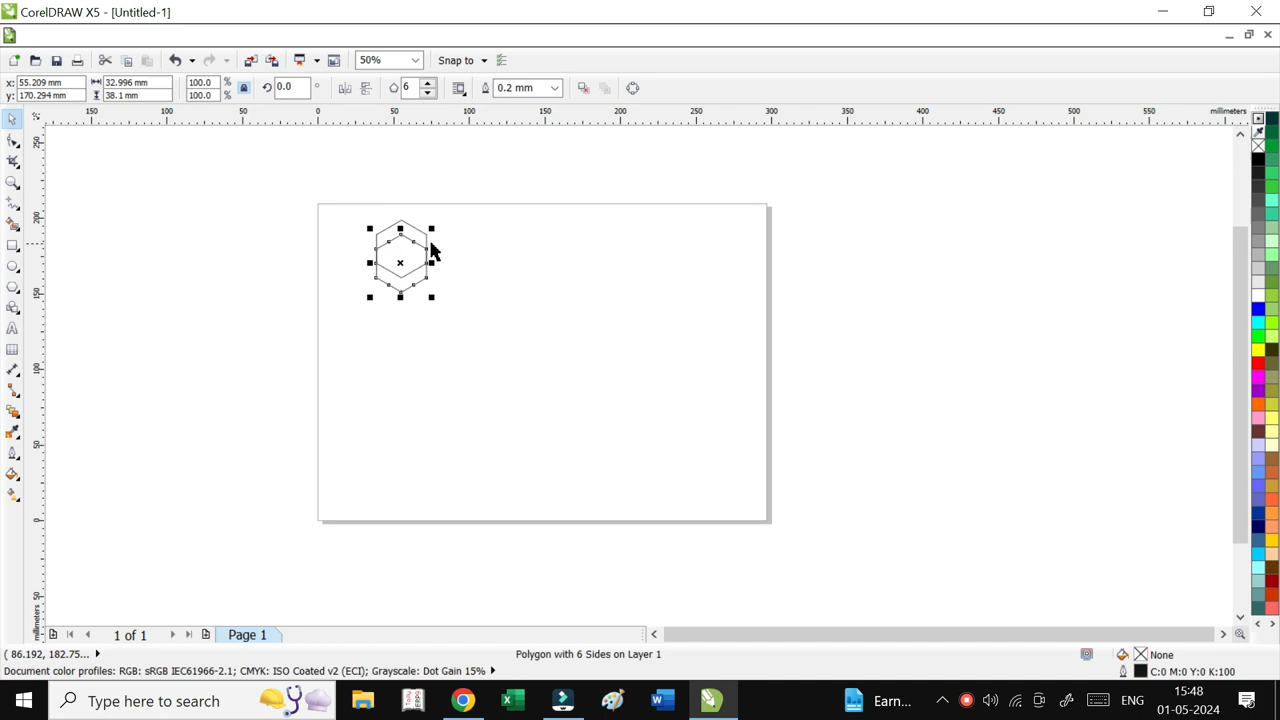 CorelDRAW X5 - [Untitled-1]
50%
Snap to
x: 55.209 mm
y: 170.294 mm
32.996 mm
38.1 mm
100.0 %
100.0 %
0.0 °
6
0.2 mm
150 100 50 0 50 100 150 200 250 300 350 400 450 500 550 millimeters
250
200
150
100
50
0
50
millimeters
1 of 1
Page 1
( 86.192, 182.75...
Polygon with 6 Sides on Layer 1
None
Document color profiles: RGB: sRGB IEC61966-2.1; CMYK: ISO Coated v2 (ECI); Grayscale: Dot Gain 15%
C:0 M:0 Y:0 K:100
Type here to search
Earn...
ENG
15:48
01-05-2024